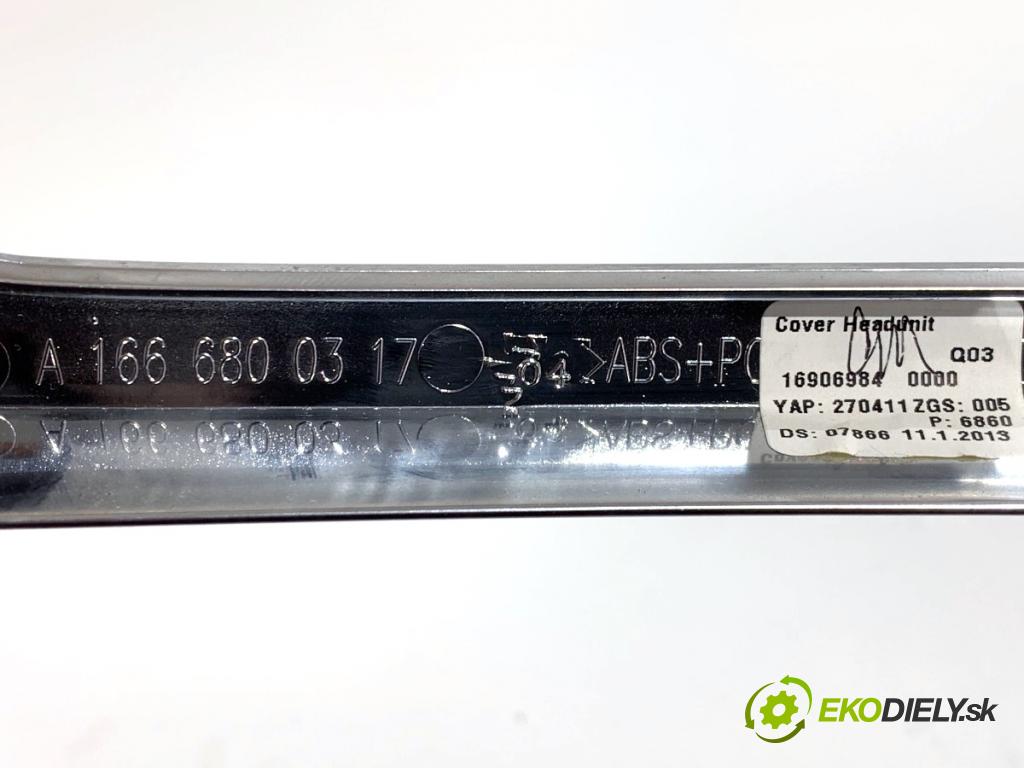 A 166 680 03 17 >ABS+PC
Cover Headunit
Q03
16906984 0000
YAP: 270411 ZGS: 005
P: 6860
DS: 07866 11.1.2013
EKODIELY.sk